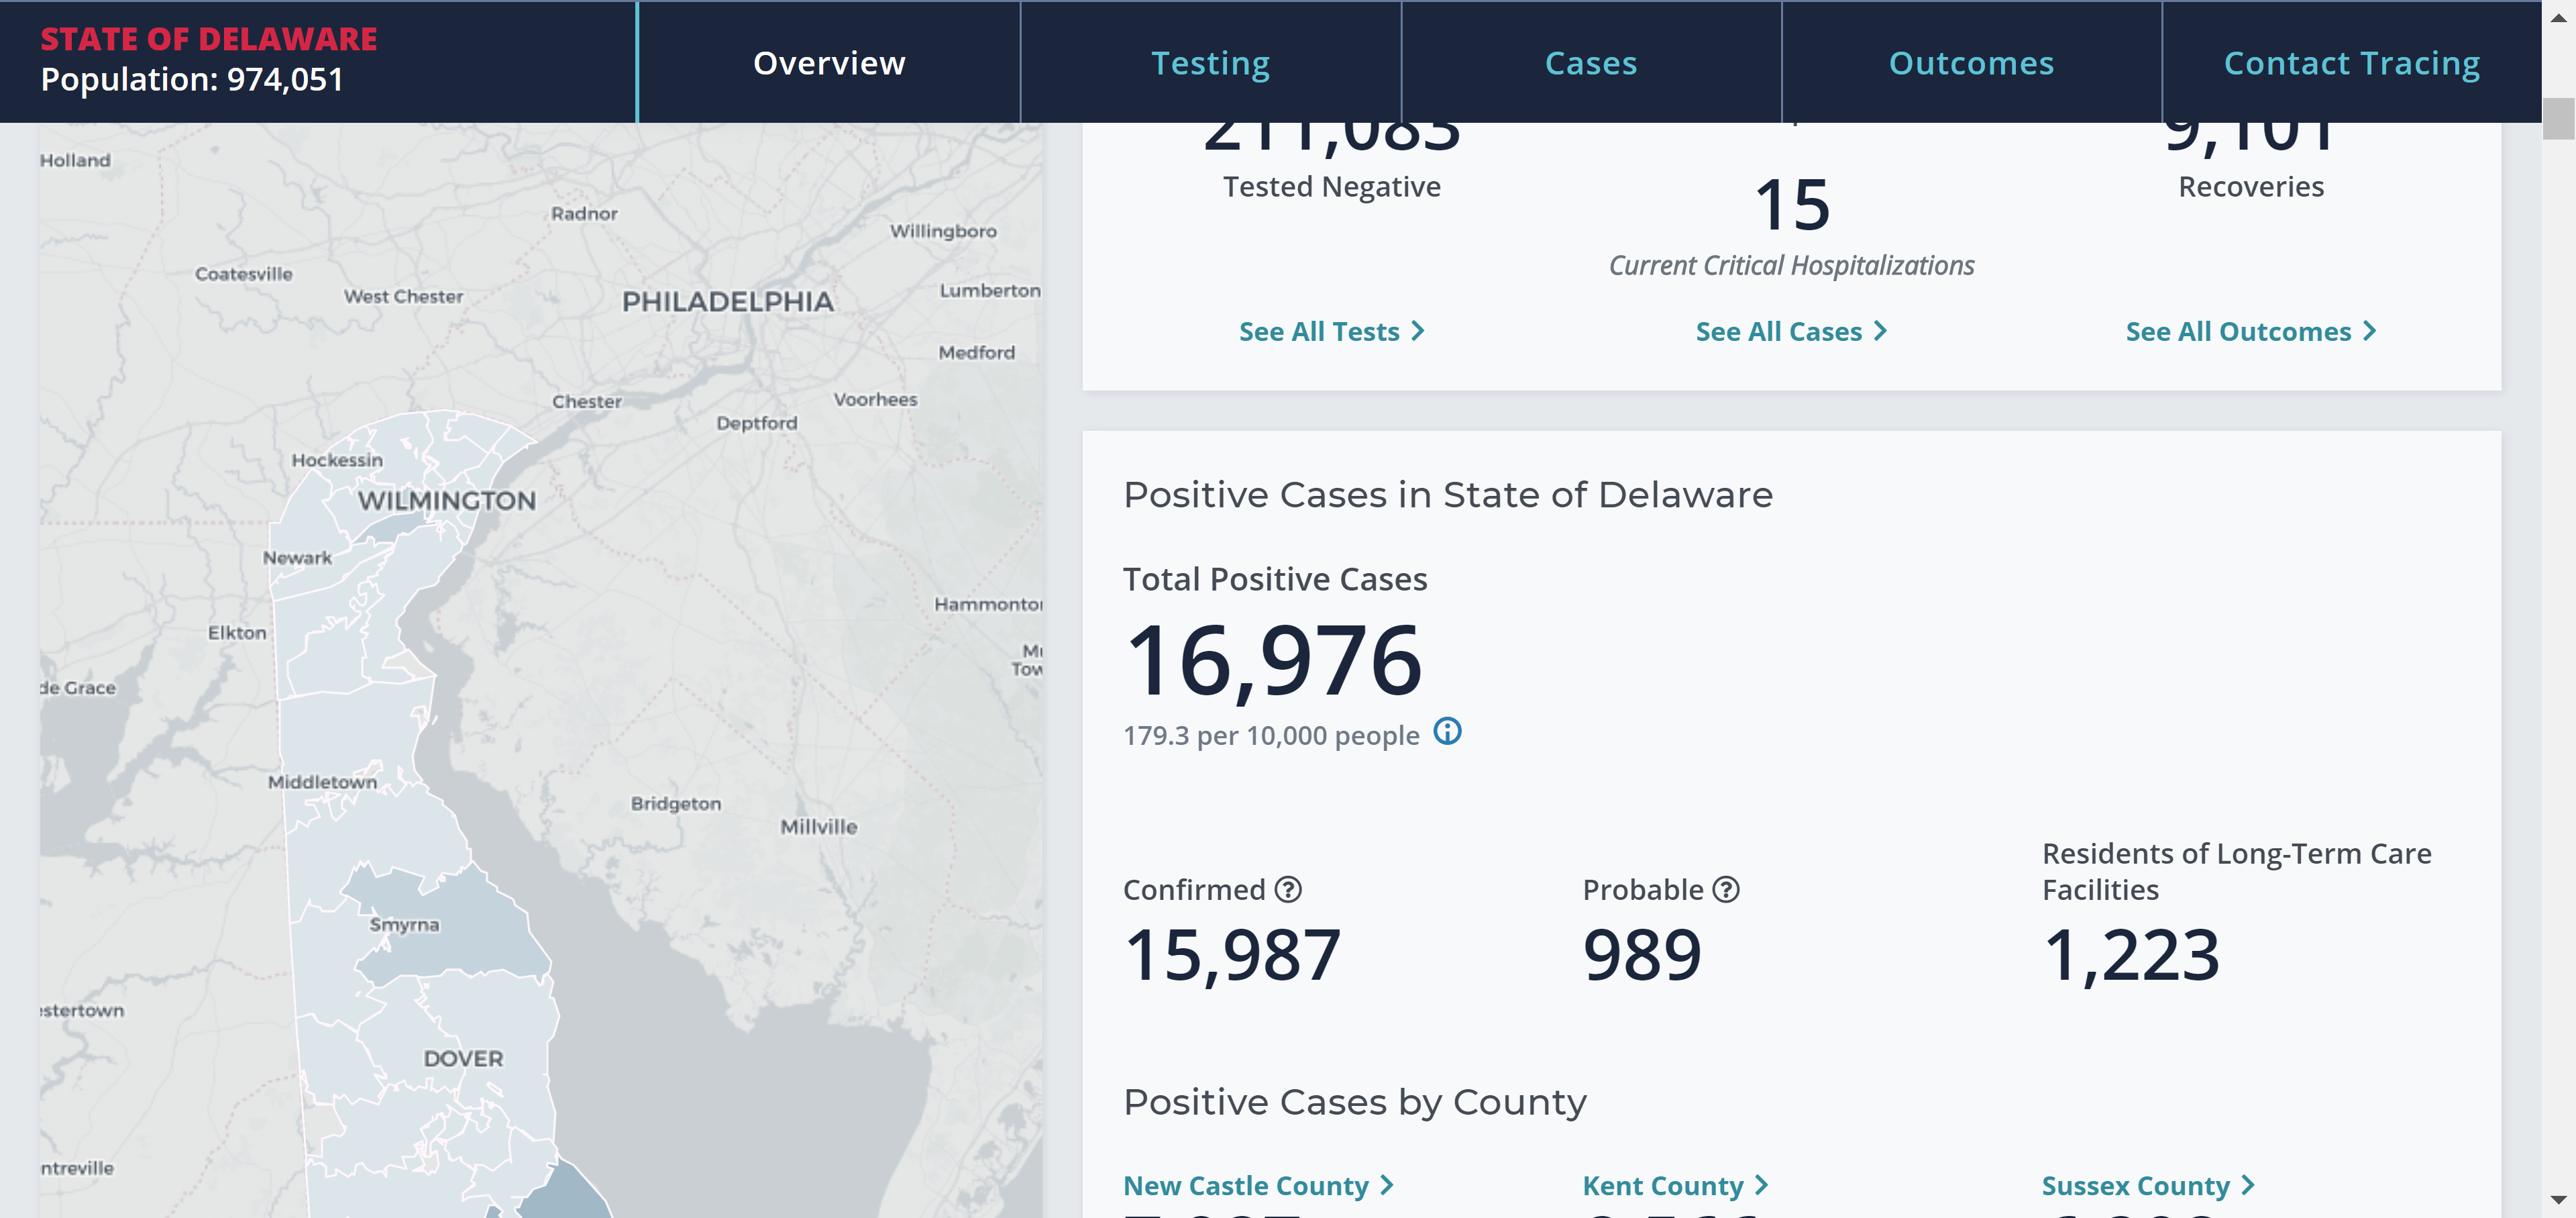 STATE OF DELAWARE
Population: 974,051
Overview
Testing
Cases
Outcomes
Contact Tracing
Holland
Radnor
Willingboro
Coatesville
West Chester
PHILADELPHIA
Lumberton
Medford
Chester
Voorhees
Deptford
Hockessin
WILMINGTON
Newark
Hammonto
Elkton
Tow
de Grace
Middletown
Bridgeton
Millville
Smyrna
estertown
DOVER
ntreville
211,083
Tested Negative
15
Current Critical Hospitalizations
9,101
Recoveries
See All Tests
See All Cases
See All Outcomes
Positive Cases in State of Delaware
Total Positive Cases
16,976
179.3 per 10,000 people
Confirmed
15,987
Probable
989
Residents of Long-Term Care
Facilities
1,223
Positive Cases by County
New Castle County
Kent County
Sussex County